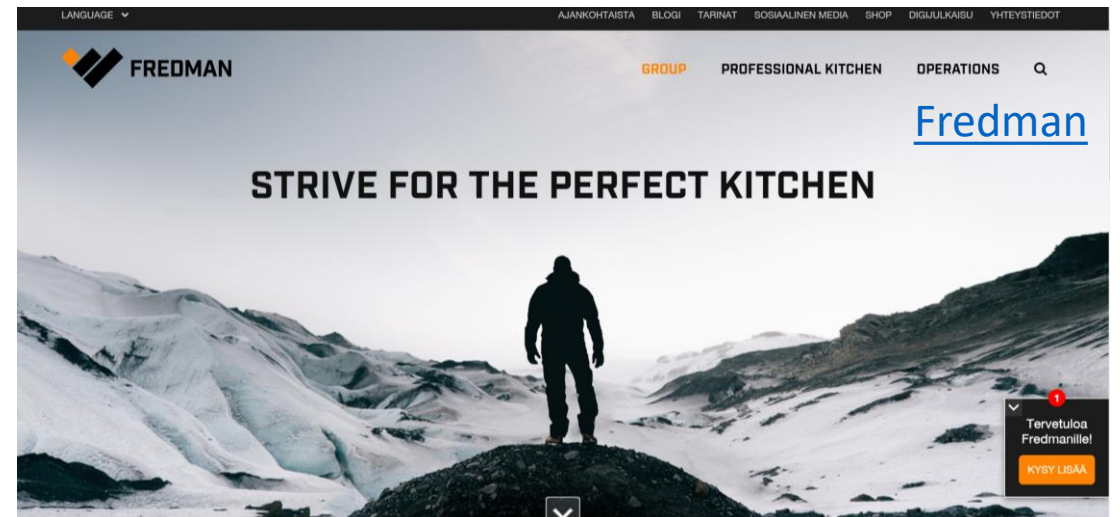 LANGUAGE AJANKOHTAISTA BLOGI TARINAT SOSIAALINEN MEDIA SHOP DIGIJULKAISU YHTEYSTIEDOT
FREDMAN GROUP PROFESSIONAL KITCHEN OPERATIONS
Fredman
STRIVE FOR THE PERFECT KITCHEN
1
Tervetuloa
Fredmanille!
KYSY LISÄÄ